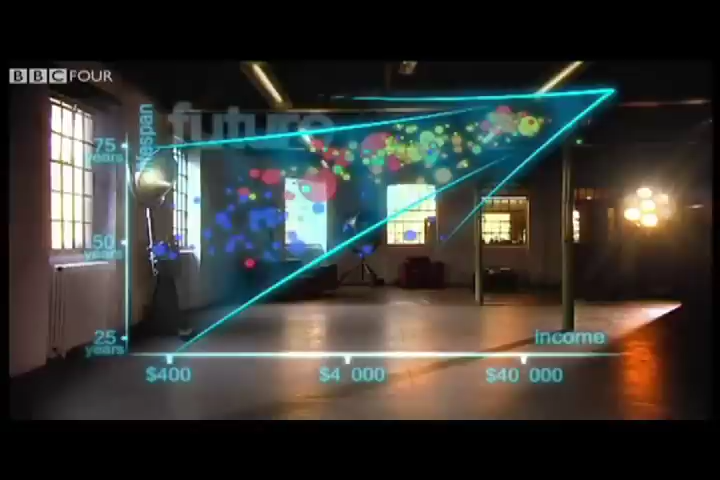 BBC FOUR
lifespan
future
75
years
50
years
25
years
income
$400
$4 000
$40 000